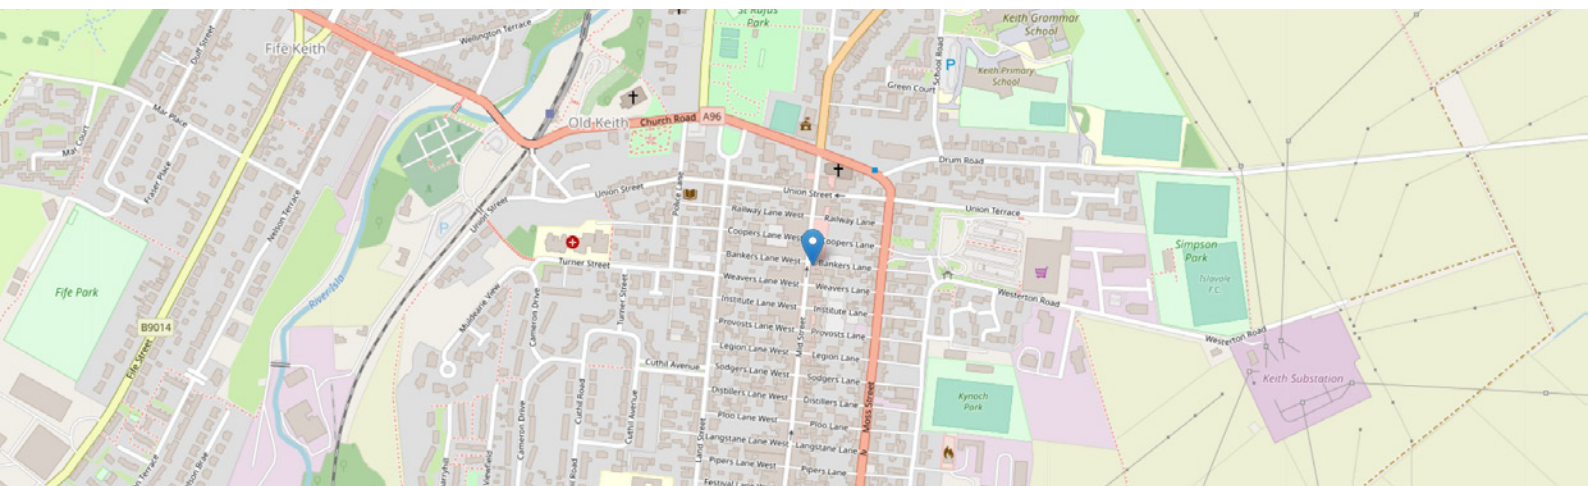 St Rufus
Park
Keith Grammar
School
Duff Street
Wellington Terrace
Fife Keith
School Road
P
Keith Primary
School
Green Court
Mar Place
Mar Court
Old Keith
Church Road
A96
Drum Road
Fraser Place
Nelson Terrace
Police Lane
Union Street
Union Street
Union Street
Union Terrace
Railway Lane West
Railway Lane
P
Coopers Lane West
Coopers Lane
Simpson
Park
Islavale
F.C
Turner Street
Bankers Lane West
Bankers Lane
Weavers Lane West
Weavers Lane
Westerton Road
Fife Park
River Isla
Muldearie View
Cameron Drive
Turner Street
Institute Lane West
Institute Lane
B9014
Fife Street
Provosts Lane West
Provosts Lane
Mid Street
Westerton Road
Legion Lane West
Legion Lane
Cuthil Avenue
Sodgers Lane West
Sodgers Lane
Keith Substation
Distillers Lane West
Distillers Lane
Kynoch
Park
Cameron Drive
Cuthil Road
Cuthil Avenue
Land Street
Moss Street
Ploo Lane West
Ploo Lane
Langstane Lane West
Langstane Lane
Pipers Lane West
Pipers Lane
Festival Lane West